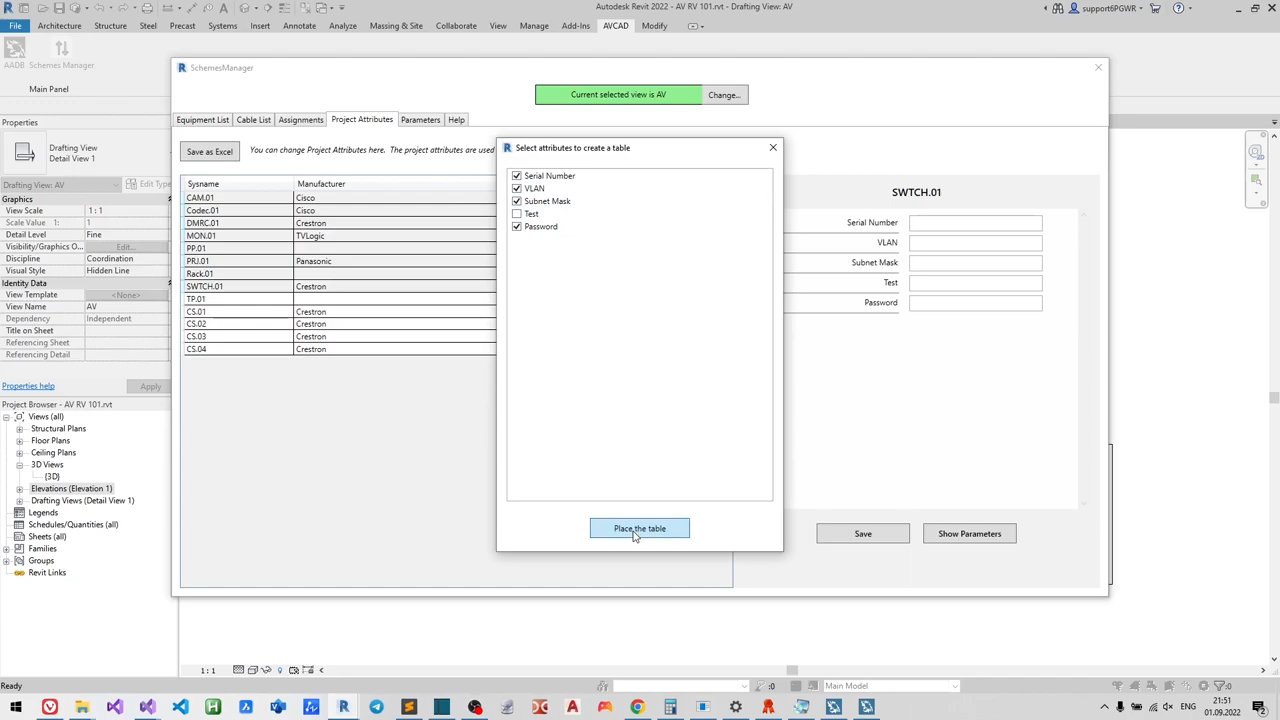 Autodesk Revit 2022 - AV RV 101.rvt - Drafting View: AV
support6PGWR
File Architecture Structure Steel Precast Systems Insert Annotate Analyze Massing & Site Collaborate View Manage Add-Ins AVCAD Modify
AADB Schemes Manager
Main Panel
SchemesManager
Current selected view is AV
Change...
Equipment List Cable List Assignments Project Attributes Parameters Help
Save as Excel
You can change Project Attributes here. The project attributes are used
Sysname Manufacturer
CAM.01 Cisco
Codec.01 Cisco
DMRC.01 Crestron
MON.01 TVLogic
PP.01
PRJ.01 Panasonic
Rack.01
SWTCH.01 Crestron
TP.01
CS.01 Crestron
CS.02 Crestron
CS.03 Crestron
CS.04 Crestron
Select attributes to create a table
Serial Number
VLAN
Subnet Mask
Test
Password
Place the table
SWTCH.01
Serial Number
VLAN
Subnet Mask
Test
Password
Save
Show Parameters
Properties
Drafting View
Detail View 1
Drafting View: AV
Edit Type
Graphics
View Scale 1 : 1
Scale Value 1: 1
Detail Level Fine
Visibility/Graphics O... Edit...
Discipline Coordination
Visual Style Hidden Line
Identity Data
View Template <None>
View Name AV
Dependency Independent
Title on Sheet
Referencing Sheet
Referencing Detail
Properties help
Apply
Project Browser - AV RV 101.rvt
Views (all)
Structural Plans
Floor Plans
Ceiling Plans
3D Views
{3D}
Elevations (Elevation 1)
Drafting Views (Detail View 1)
Legends
Schedules/Quantities (all)
Sheets (all)
Families
Groups
Revit Links
1 : 1
Ready
:0
Main Model
:0
ENG
21:51
01.09.2022